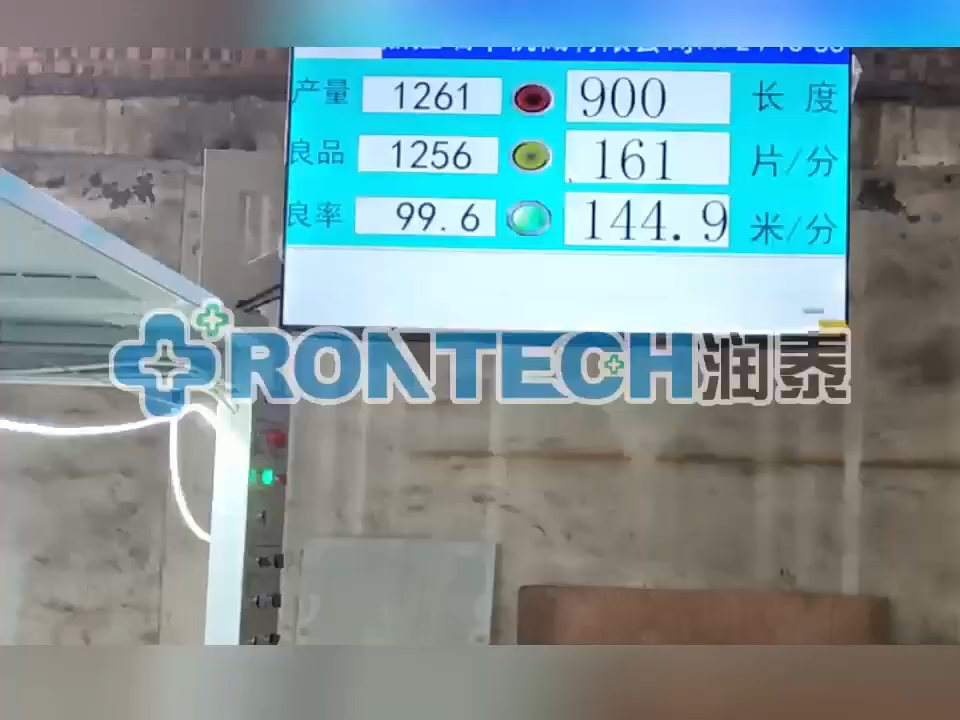 产量 1261 900 长 度
良品 1256 161 片/分
良率 99.6 144.9 米/分
RONTECH润泰